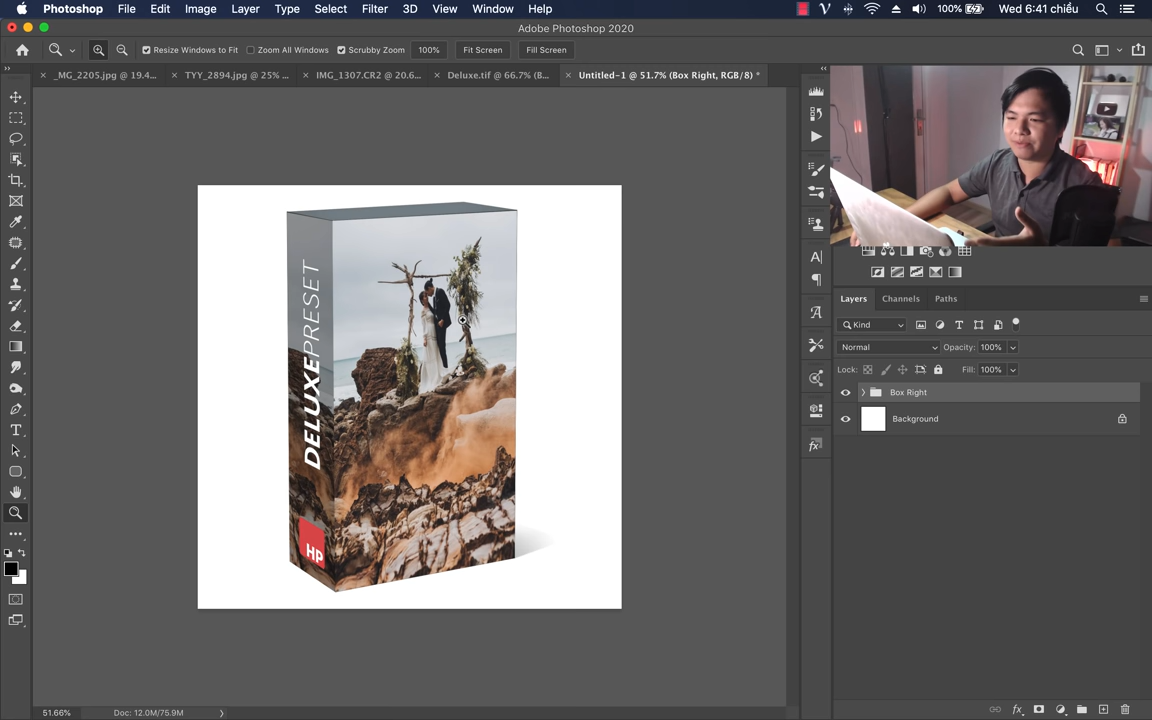 Photoshop File Edit Image Layer Type Select Filter 3D View Window Help 100% Wed 6:41 chiều
Adobe Photoshop 2020
Resize Windows to Fit Zoom All Windows Scrubby Zoom 100% Fit Screen Fill Screen
_MG_2205.jpg @ 19.4... TYY_2894.jpg @ 25% ... IMG_1307.CR2 @ 20.6... Deluxe.tif @ 66.7% (B... Untitled-1 @ 51.7% (Box Right, RGB/8) *
DELUXEPRESET
HP
Layers Channels Paths
Kind
Normal Opacity: 100%
Lock: Fill: 100%
Box Right
Background
51.66% Doc: 12.0M/75.9M